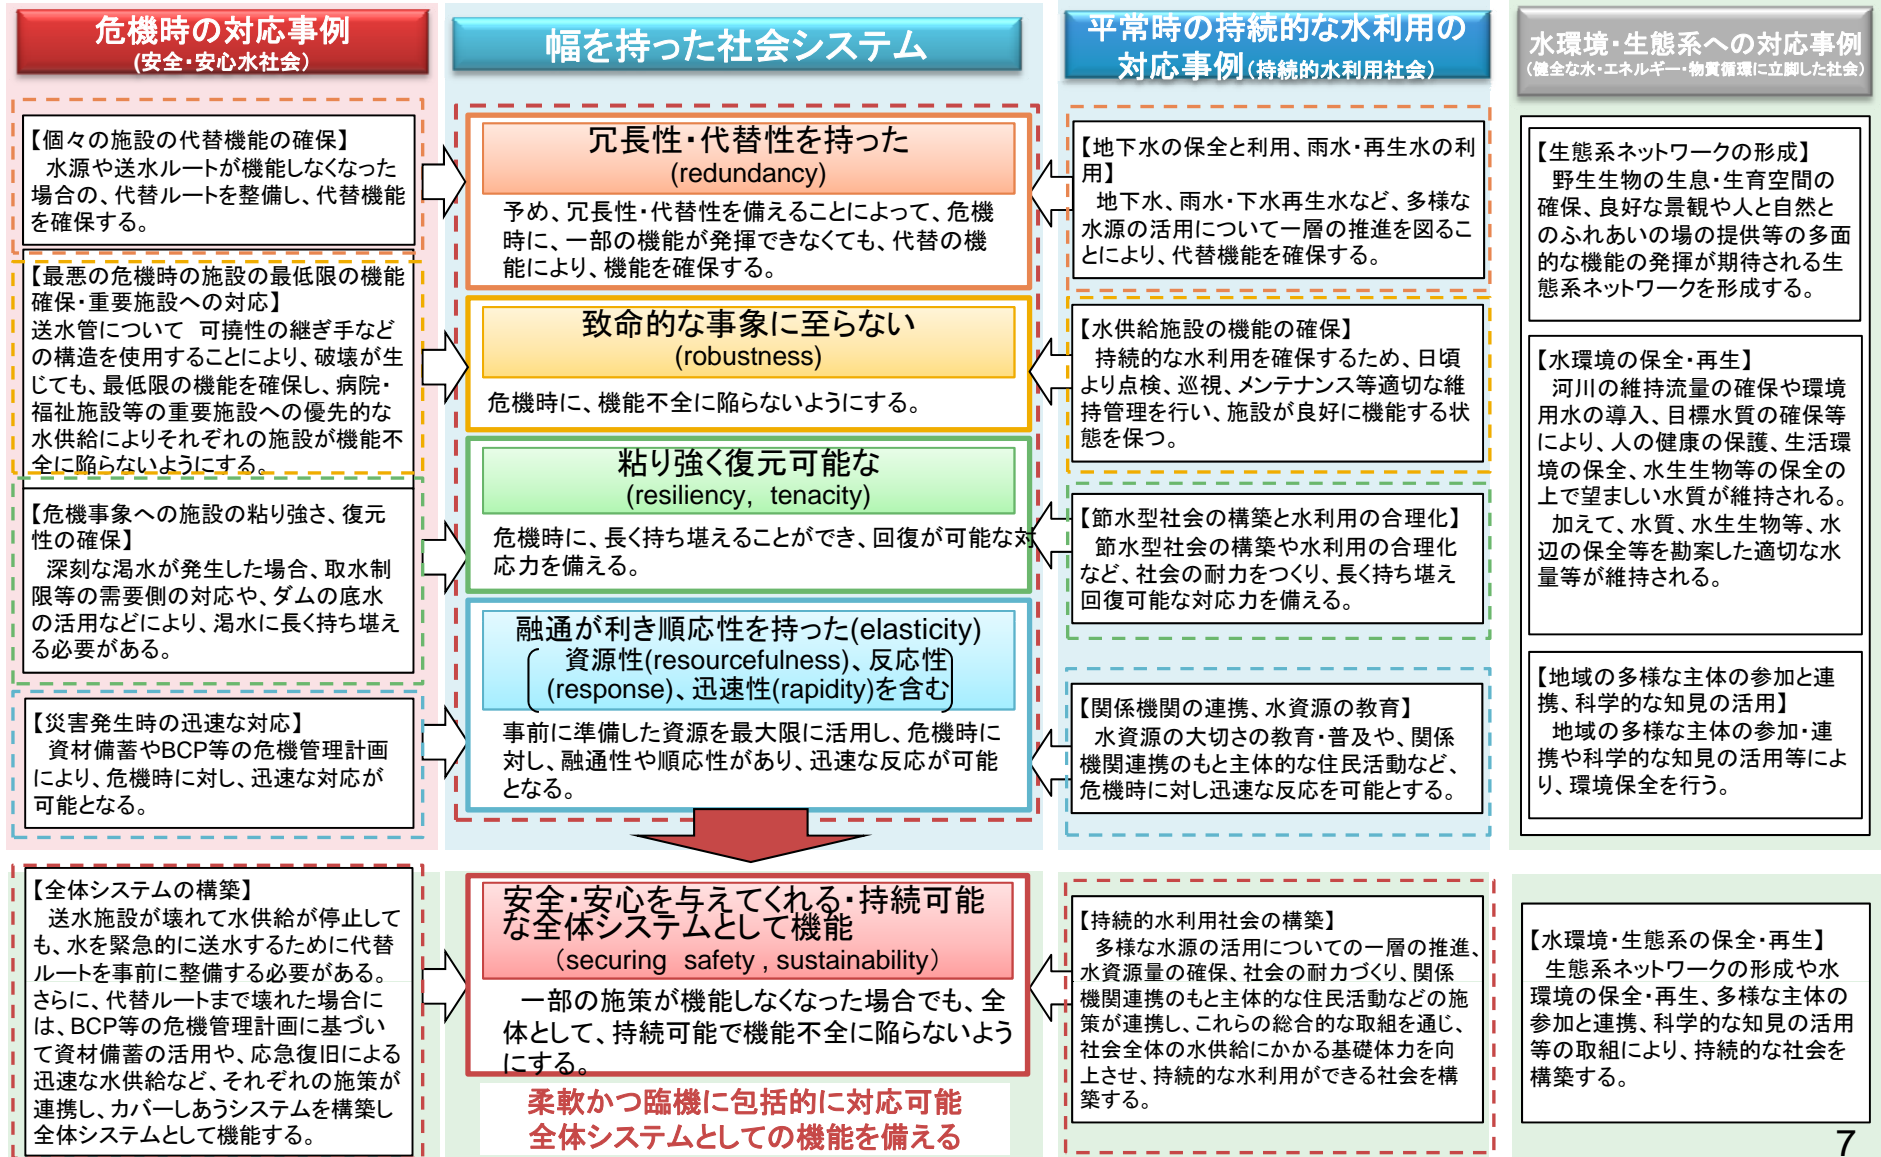 危機時の対応事例
(安全・安心水社会)
【個々の施設の代替機能の確保】
水源や送水ルートが機能しなくなった
場合の、代替ルートを整備し、代替機能
を確保する。
【最悪の危機時の施設の最低限の機能
確保・重要施設への対応】
送水管について　可撓性の継ぎ手など
の構造を使用することにより、破壊が生
じても、最低限の機能を確保し、病院・
福祉施設等の重要施設への優先的な
水供給によりそれぞれの施設が機能不
全に陥らないようにする。
【危機事象への施設の粘り強さ、復元
性の確保】
深刻な渇水が発生した場合、取水制
限等の需要側の対応や、ダムの底水
の活用などにより、渇水に長く持ち堪え
る必要がある。
【災害発生時の迅速な対応】
資材備蓄やBCP等の危機管理計画
により、危機時に対し、迅速な対応が
可能となる。
【全体システムの構築】
送水施設が壊れて水供給が停止して
も、水を緊急的に送水するために代替
ルートを事前に整備する必要がある。
さらに、代替ルートまで壊れた場合に
は、BCP等の危機管理計画に基づい
て資材備蓄の活用や、応急復旧による
迅速な水供給など、それぞれの施策が
連携し、カバーしあうシステムを構築し
全体システムとして機能する。
幅を持った社会システム
冗長性・代替性を持った
(redundancy)
予め、冗長性・代替性を備えることによって、危機
時に、一部の機能が発揮できなくても、代替の機
能により、機能を確保する。
致命的な事象に至らない
(robustness)
危機時に、機能不全に陥らないようにする。
粘り強く復元可能な
(resiliency, tenacity)
危機時に、長く持ち堪えることができ、回復が可能な対
応力を備える。
融通が利き順応性を持った(elasticity)
資源性(resourcefulness)、反応性
(response)、迅速性(rapidity)を含む
事前に準備した資源を最大限に活用し、危機時に
対し、融通性や順応性があり、迅速な反応が可能
となる。
安全・安心を与えてくれる・持続可能
な全体システムとして機能
（securing safety , sustainability）
一部の施策が機能しなくなった場合でも、全
体として、持続可能で機能不全に陥らないよう
にする。
柔軟かつ臨機に包括的に対応可能
全体システムとしての機能を備える
平常時の持続的な水利用の
対応事例(持続的水利用社会)
【地下水の保全と利用、雨水・再生水の利
用】
地下水、雨水・下水再生水など、多様な
水源の活用について一層の推進を図るこ
とにより、代替機能を確保する。
【水供給施設の機能の確保】
持続的な水利用を確保するため、日頃
より点検、巡視、メンテナンス等適切な維
持管理を行い、施設が良好に機能する状
態を保つ。
【節水型社会の構築と水利用の合理化】
節水型社会の構築や水利用の合理化
など、社会の耐力をつくり、長く持ち堪え
回復可能な対応力を備える。
【関係機関の連携、水資源の教育】
水資源の大切さの教育・普及や、関係
機関連携のもと主体的な住民活動など、
危機時に対し迅速な反応を可能とする。
【持続的水利用社会の構築】
多様な水源の活用についての一層の推進、
水資源量の確保、社会の耐力づくり、関係
機関連携のもと主体的な住民活動などの施
策が連携し、これらの総合的な取組を通じ、
社会全体の水供給にかかる基礎体力を向
上させ、持続的な水利用ができる社会を構
築する。
水環境・生態系への対応事例
(健全な水・エネルギー・物質循環に立脚した社会)
【生態系ネットワークの形成】
野生生物の生息・生育空間の
確保、良好な景観や人と自然と
のふれあいの場の提供等の多面
的な機能の発揮が期待される生
態系ネットワークを形成する。
【水環境の保全・再生】
河川の維持流量の確保や環境
用水の導入、目標水質の確保等
により、人の健康の保護、生活環
境の保全、水生生物等の保全の
上で望ましい水質が維持される。
加えて、水質、水生生物等、水
辺の保全等を勘案した適切な水
量等が維持される。
【地域の多様な主体の参加と連
携、科学的な知見の活用】
地域の多様な主体の参加・連
携や科学的な知見の活用等によ
り、環境保全を行う。
【水環境・生態系の保全・再生】
生態系ネットワークの形成や水
環境の保全・再生、多様な主体の
参加と連携、科学的な知見の活用
等の取組により、持続的な社会を
構築する。
7